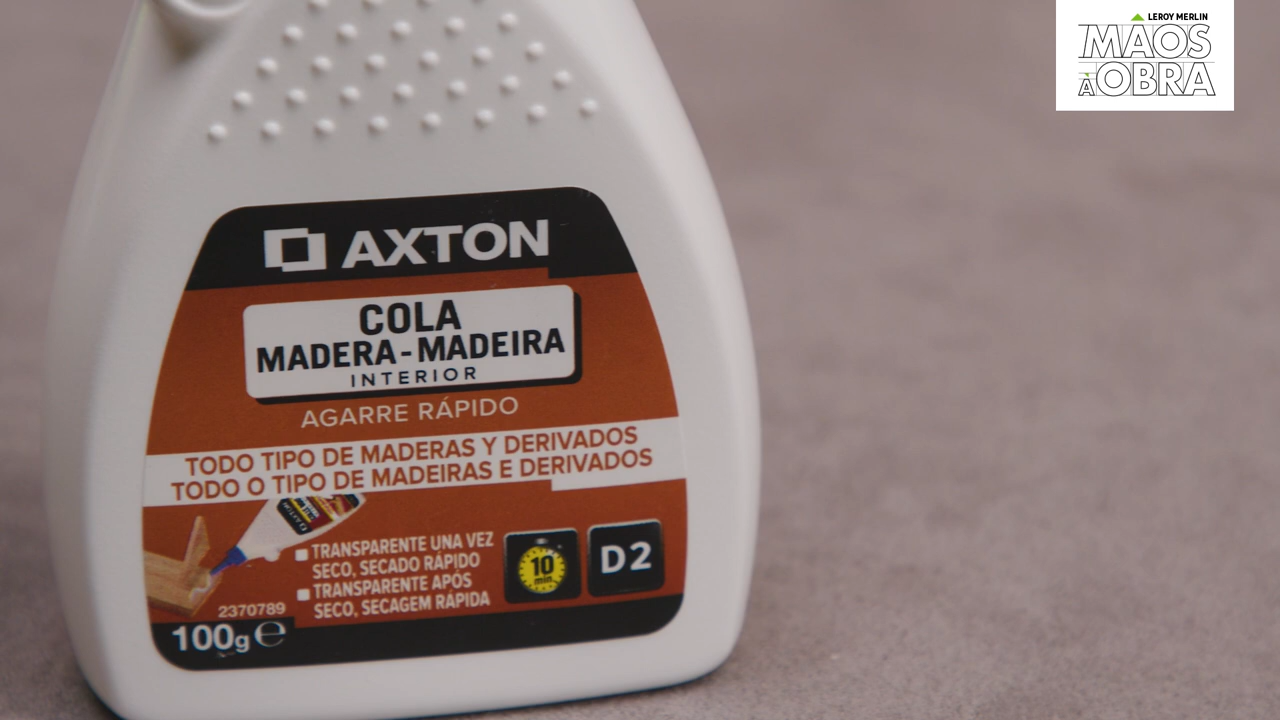 LEROY MERLIN
MÃOS
À OBRA
AXTON
COLA
MADERA-MADEIRA
INTERIOR
AGARRE RÁPIDO
TODO TIPO DE MADERAS Y DERIVADOS
TODO O TIPO DE MADEIRAS E DERIVADOS
TRANSPARENTE UNA VEZ
SECO, SECADO RÁPIDO
TRANSPARENTE APÓS
SECO, SECAGEM RÁPIDA
10
min
D2
2370789
100g e